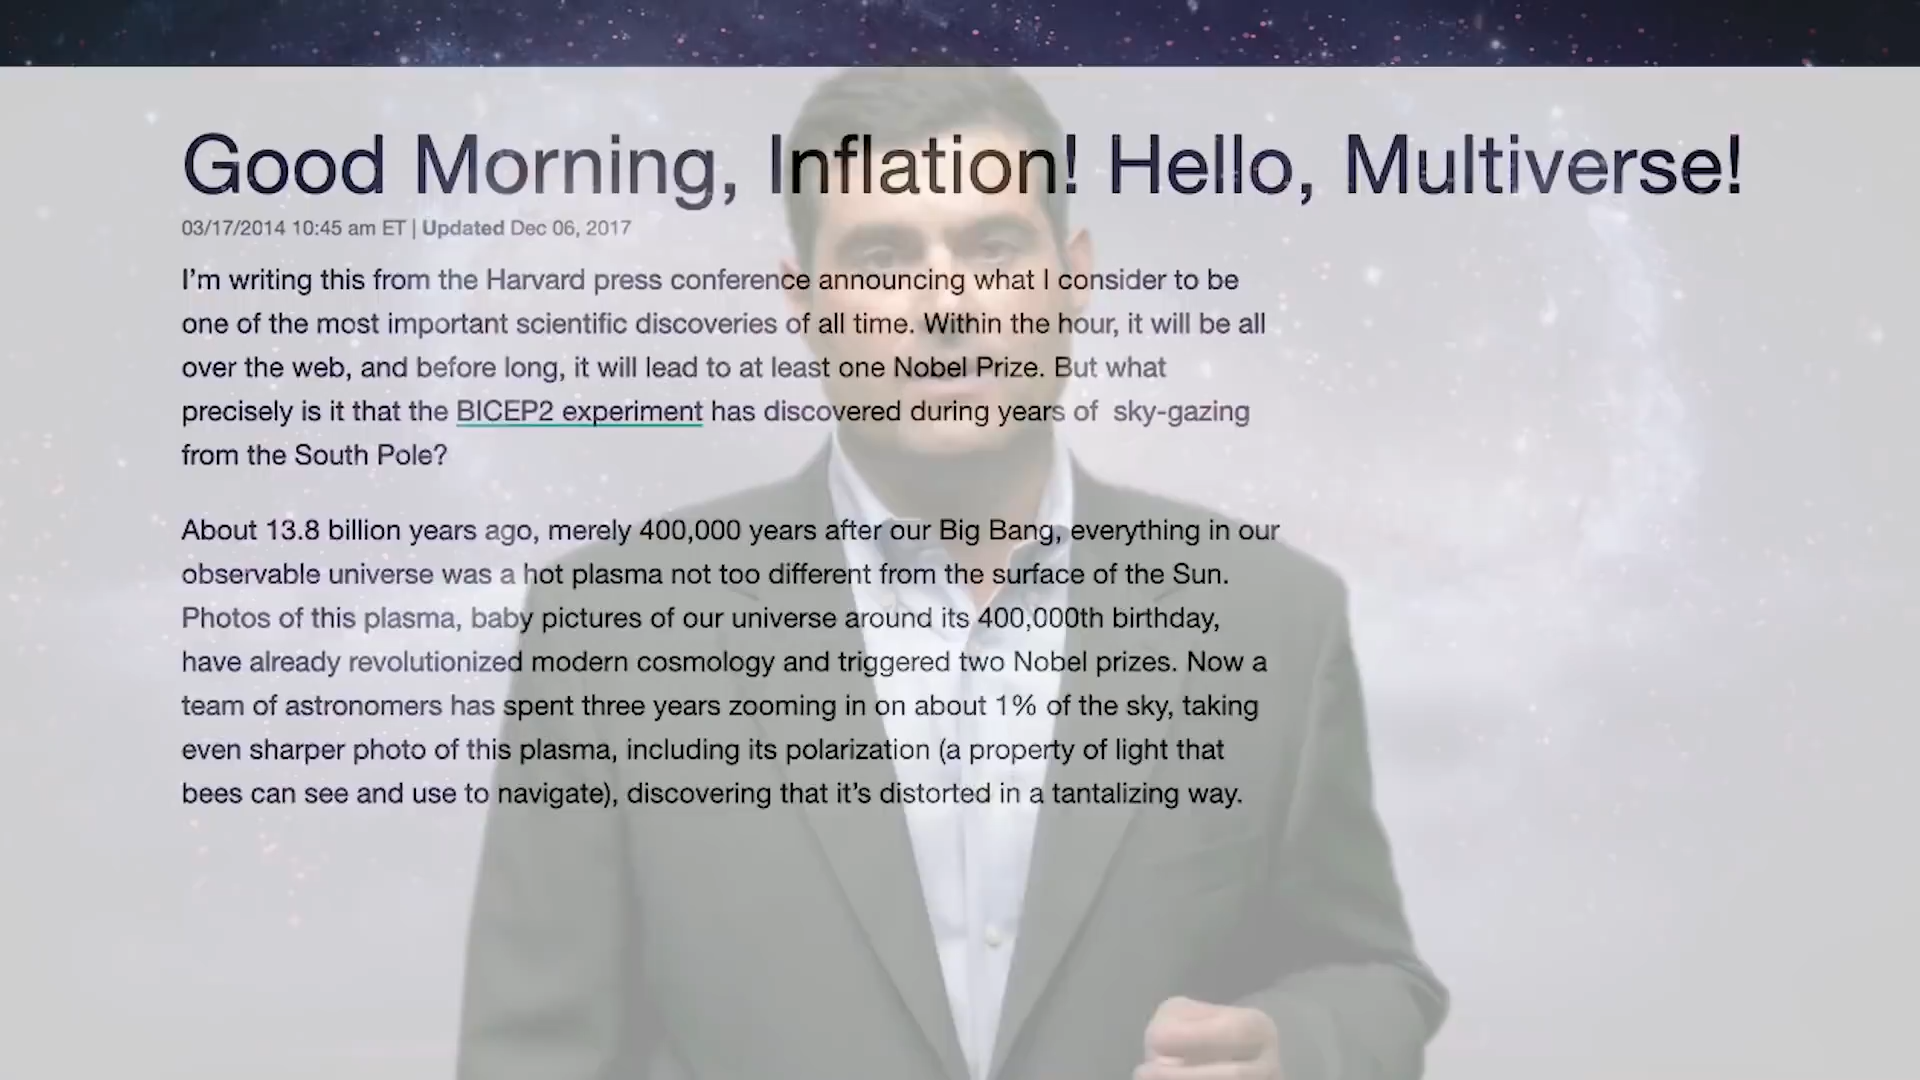 Good Morning, Inflation! Hello, Multiverse!
03/17/2014 10:45 am ET | Updated Dec 06, 2017
I’m writing this from the Harvard press conference announcing what I consider to be
one of the most important scientific discoveries of all time. Within the hour, it will be all
over the web, and before long, it will lead to at least one Nobel Prize. But what
precisely is it that the BICEP2 experiment has discovered during years of sky-gazing
from the South Pole?
About 13.8 billion years ago, merely 400,000 years after our Big Bang, everything in our
observable universe was a hot plasma not too different from the surface of the Sun.
Photos of this plasma, baby pictures of our universe around its 400,000th birthday,
have already revolutionized modern cosmology and triggered two Nobel prizes. Now a
team of astronomers has spent three years zooming in on about 1% of the sky, taking
even sharper photo of this plasma, including its polarization (a property of light that
bees can see and use to navigate), discovering that it’s distorted in a tantalizing way.